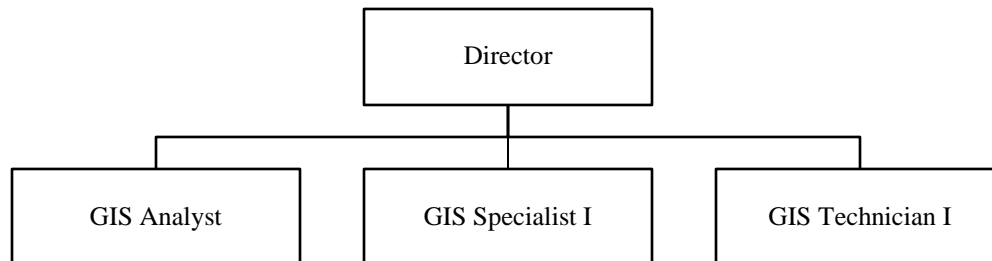 Director
GIS Analyst
GIS Specialist I
GIS Technician I